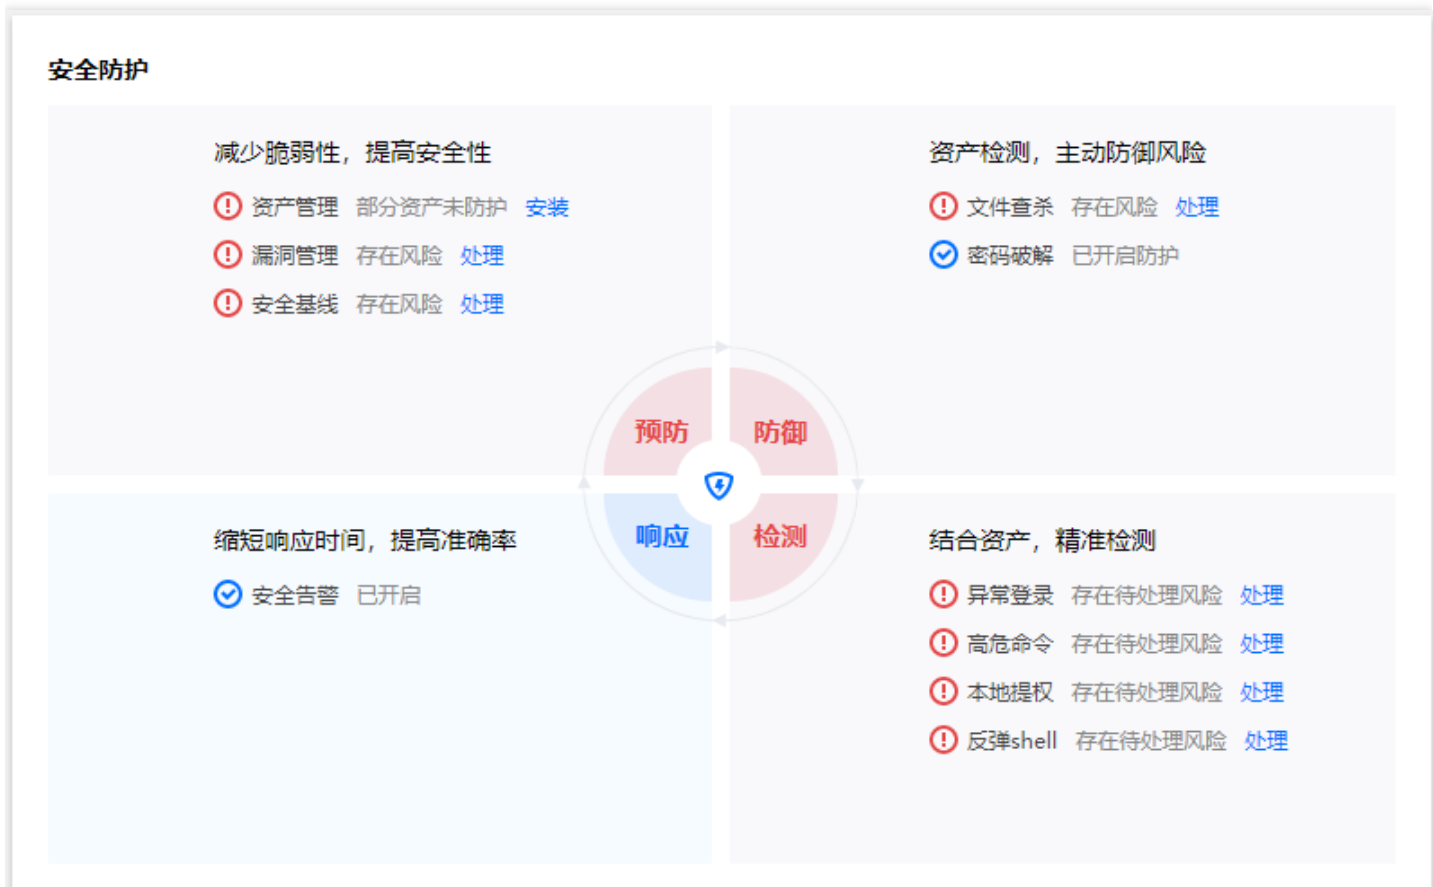 安全防护
减少脆弱性，提高安全性
资产管理 部分资产未防护 安装
漏洞管理 存在风险 处理
安全基线 存在风险 处理
资产检测，主动防御风险
文件查杀 存在风险 处理
密码破解 已开启防护
预防
防御
响应
检测
缩短响应时间，提高准确率
安全告警 已开启
结合资产，精准检测
异常登录 存在待处理风险 处理
高危命令 存在待处理风险 处理
本地提权 存在待处理风险 处理
反弹shell 存在待处理风险 处理